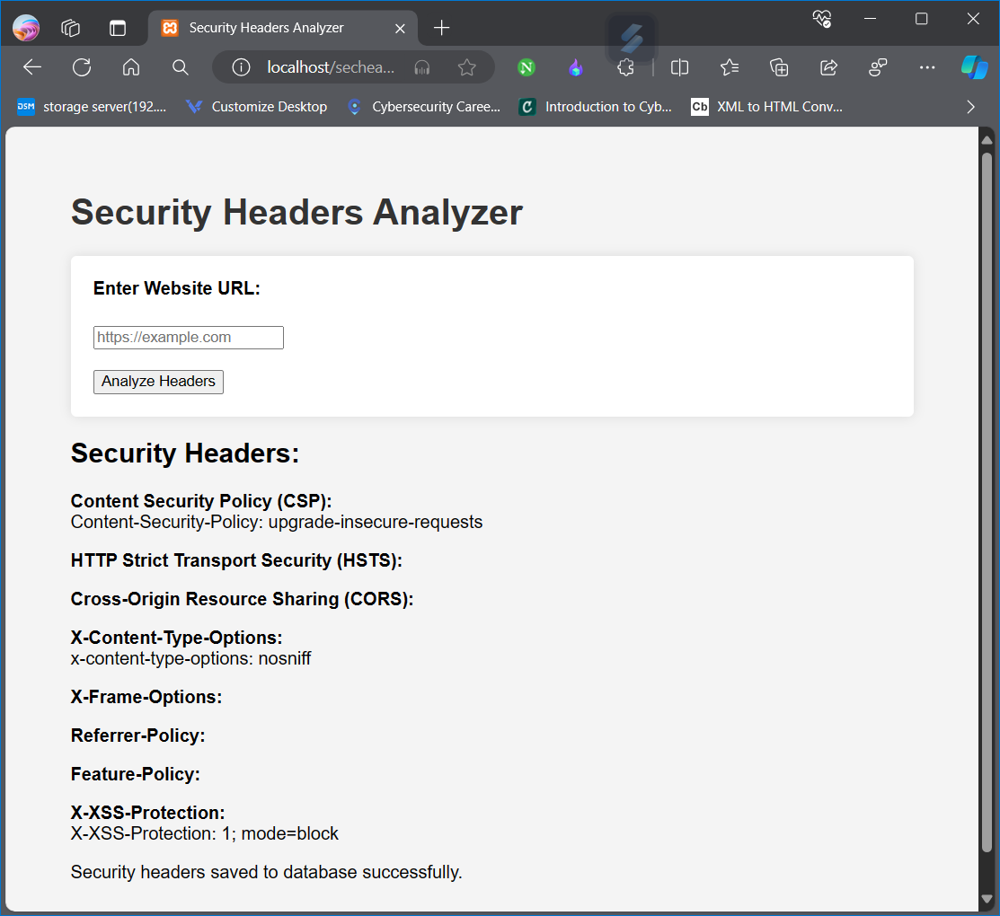 Security Headers Analyzer
localhost/sechea...
N
DSM storage server(192.... Customize Desktop Cybersecurity Caree... C Introduction to Cyb... Cb XML to HTML Conv...
Security Headers Analyzer
Enter Website URL:
https://example.com
Analyze Headers
Security Headers:
Content Security Policy (CSP):
Content-Security-Policy: upgrade-insecure-requests
HTTP Strict Transport Security (HSTS):
Cross-Origin Resource Sharing (CORS):
X-Content-Type-Options:
x-content-type-options: nosniff
X-Frame-Options:
Referrer-Policy:
Feature-Policy:
X-XSS-Protection:
X-XSS-Protection: 1; mode=block
Security headers saved to database successfully.